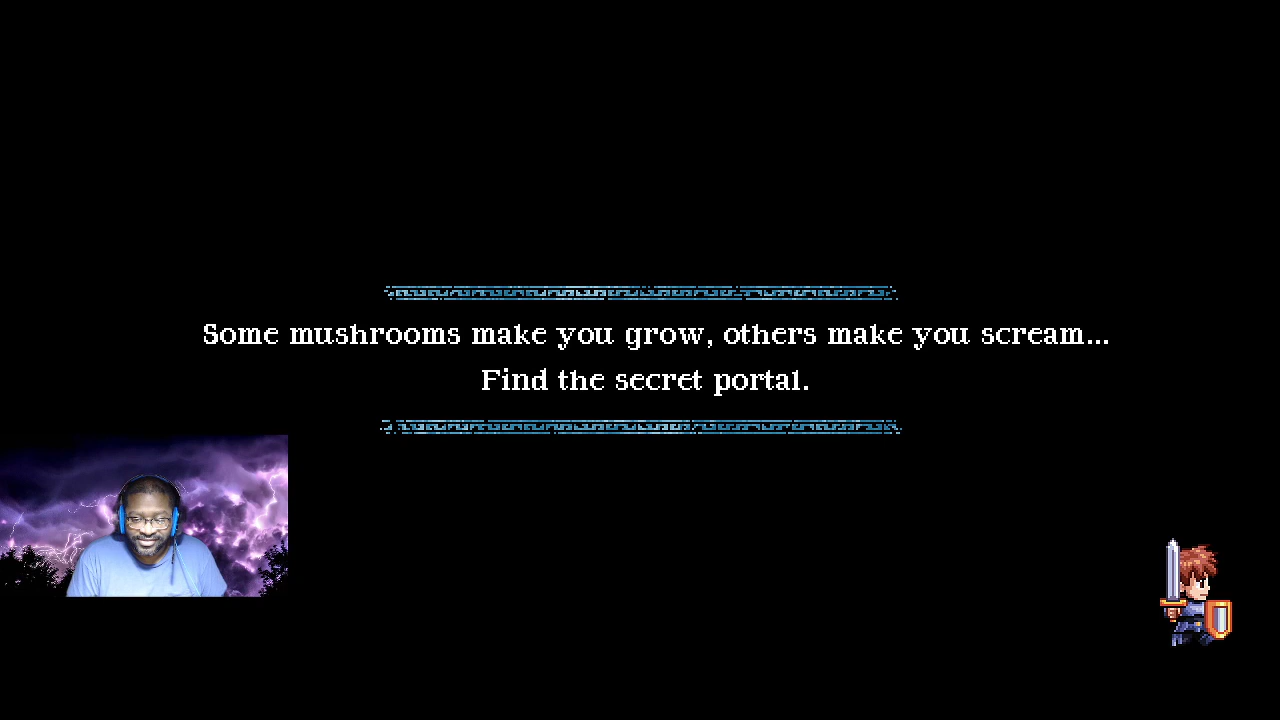 Some mushrooms make you grow, others make you scream...
Find the secret portal.